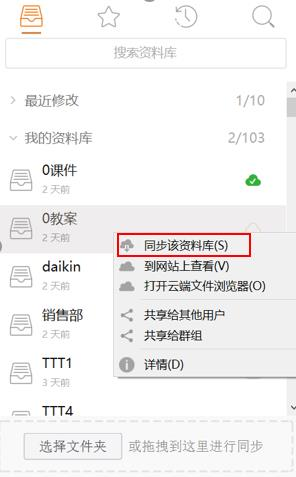 搜索资料库
最近修改 1/10
我的资料库 2/103
0课件
2 天前
0教案
2 天前
同步该资料库(S)
到网站上查看(V)
daikin
2 天前
打开云端文件浏览器(O)
销售部
2 天前
共享给其他用户
共享给群组
TTT1
3 天前
详情(D)
TTT4
选择文件夹 或拖拽到这里进行同步